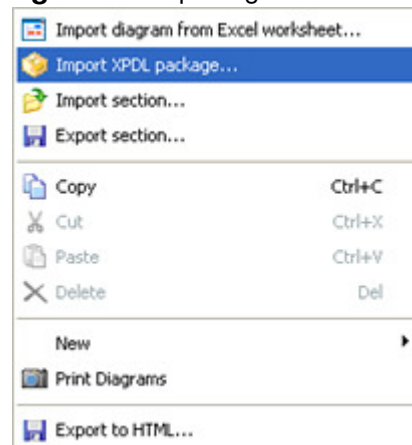 Import diagram from Excel worksheet...
Import XPDL package...
Import section...
Export section...
Copy Ctrl+C
Cut Ctrl+X
Paste Ctrl+V
Delete Del
New
Print Diagrams
Export to HTML...